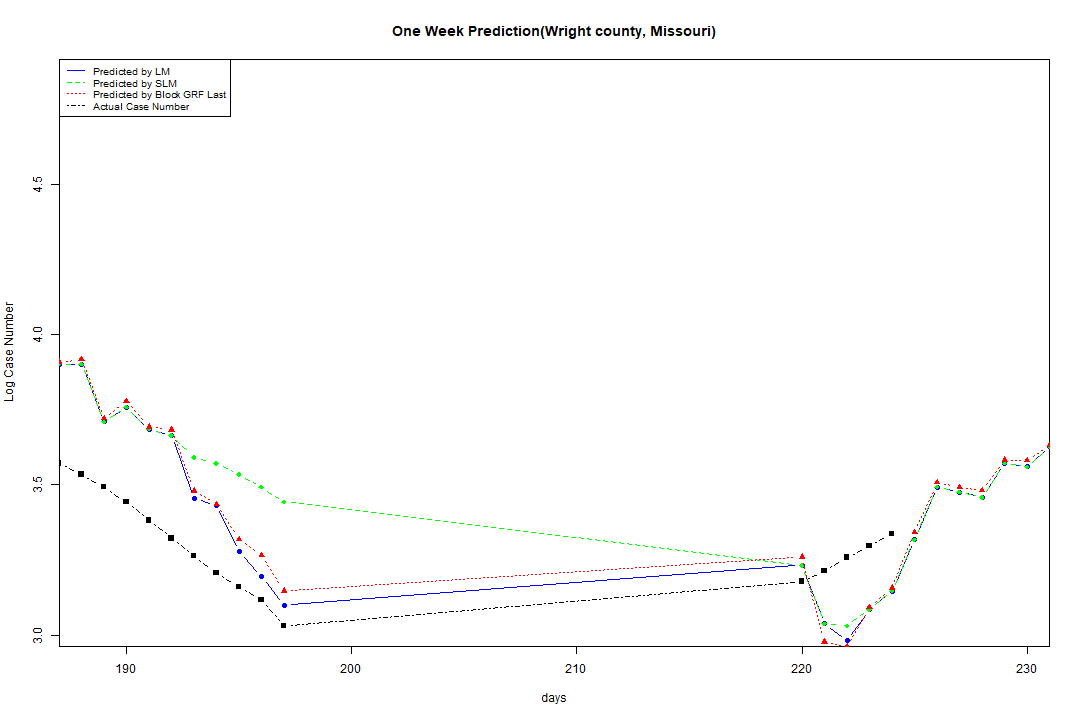 One Week Prediction(Wright county, Missouri)
Predicted by LM
Predicted by SLM
Predicted by Block GRF Last
Actual Case Number
Log Case Number
4.5
4.0
3.5
3.0
190
200
210
220
230
days